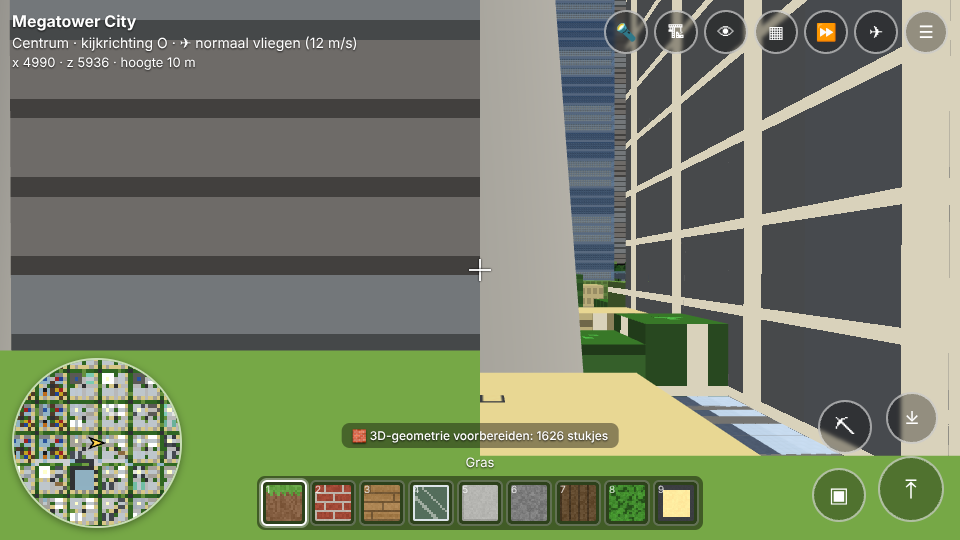 Megatower City
Centrum · kijkrichting O · ✈ normaal vliegen (12 m/s)
x 4990 · z 5936 · hoogte 10 m
🧱 3D-geometrie voorbereiden: 1626 stukjes
Gras
1 2 3 4 5 6 7 8 9